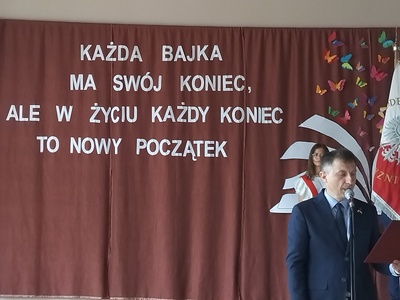 KAŻDA BAJKA
MA SWÓJ KONIEC,
ALE W ŻYCIU KAŻDY KONIEC
TO NOWY POCZĄTEK